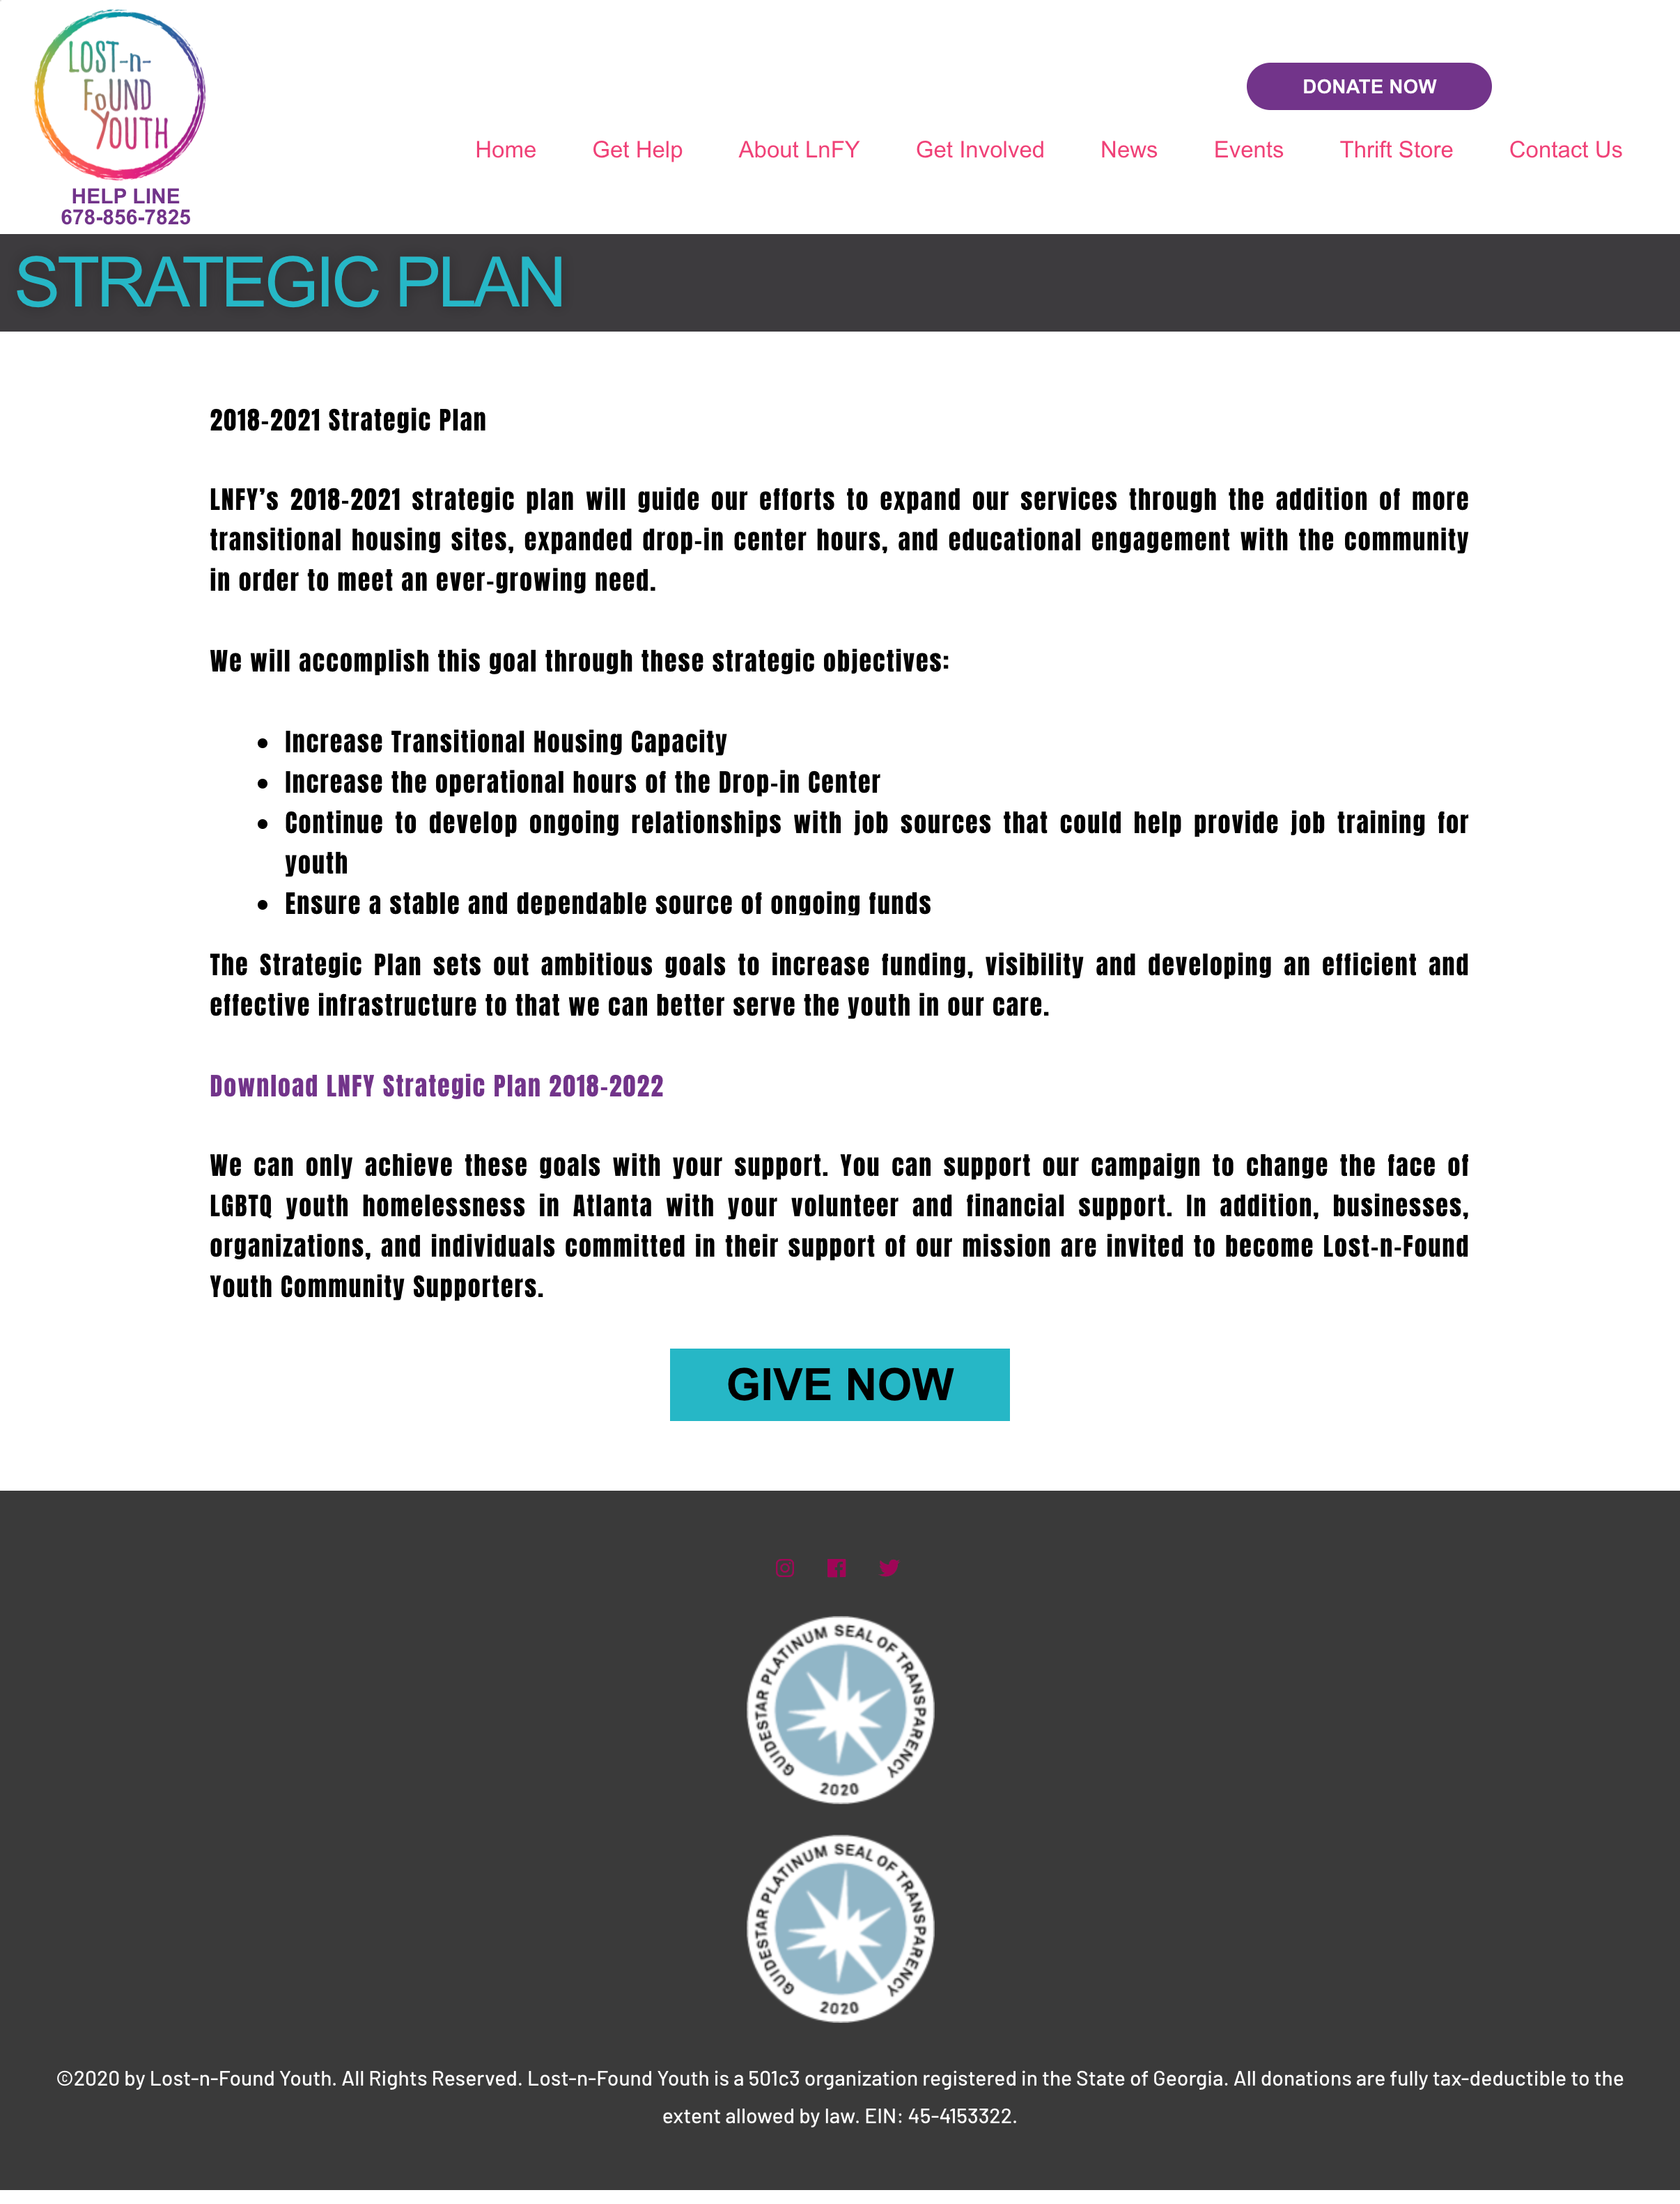 LOST-n-
FoUND
YOUTH
HELP LINE
678-856-7825
DONATE NOW
Home Get Help About LnFY Get Involved News Events Thrift Store Contact Us
STRATEGIC PLAN
2018-2021 Strategic Plan
LNFY’s 2018-2021 strategic plan will guide our efforts to expand our services through the addition of more
transitional housing sites, expanded drop-in center hours, and educational engagement with the community
in order to meet an ever-growing need.
We will accomplish this goal through these strategic objectives:
• Increase Transitional Housing Capacity
• Increase the operational hours of the Drop-in Center
• Continue to develop ongoing relationships with job sources that could help provide job training for
youth
• Ensure a stable and dependable source of ongoing funds
The Strategic Plan sets out ambitious goals to increase funding, visibility and developing an efficient and
effective infrastructure to that we can better serve the youth in our care.
Download LNFY Strategic Plan 2018-2022
We can only achieve these goals with your support. You can support our campaign to change the face of
LGBTQ youth homelessness in Atlanta with your volunteer and financial support. In addition, businesses,
organizations, and individuals committed in their support of our mission are invited to become Lost-n-Found
Youth Community Supporters.
GIVE NOW
GUIDESTAR PLATINUM SEAL OF TRANSPARENCY
2020
GUIDESTAR PLATINUM SEAL OF TRANSPARENCY
2020
©2020 by Lost-n-Found Youth. All Rights Reserved. Lost-n-Found Youth is a 501c3 organization registered in the State of Georgia. All donations are fully tax-deductible to the
extent allowed by law. EIN: 45-4153322.